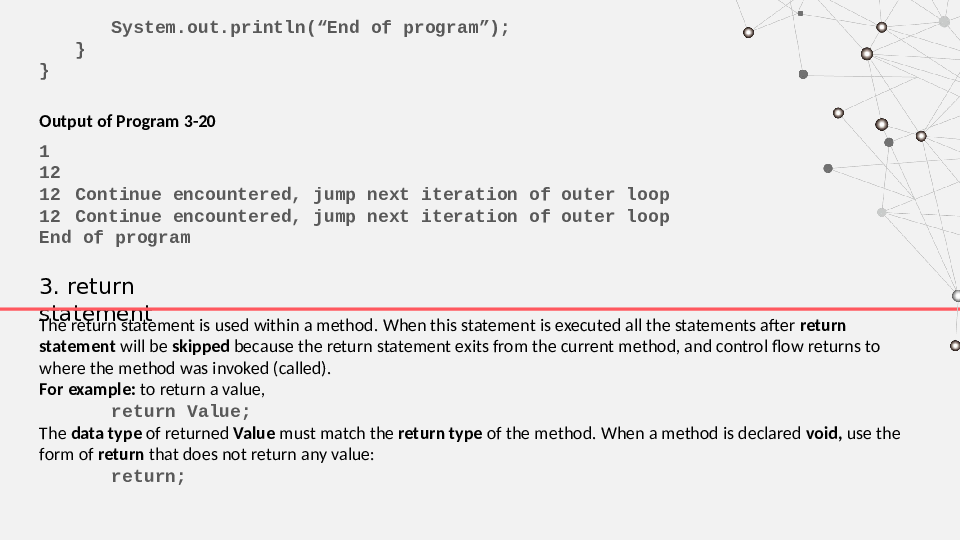 System.out.println(“End of program”);
}
}
Output of Program 3-20
1
12
12 Continue encountered, jump next iteration of outer loop
12 Continue encountered, jump next iteration of outer loop
End of program
3. return
statement
The return statement is used within a method. When this statement is executed all the statements after return
statement will be skipped because the return statement exits from the current method, and control flow returns to
where the method was invoked (called).
For example: to return a value,
return Value;
The data type of returned Value must match the return type of the method. When a method is declared void, use the
form of return that does not return any value:
return;